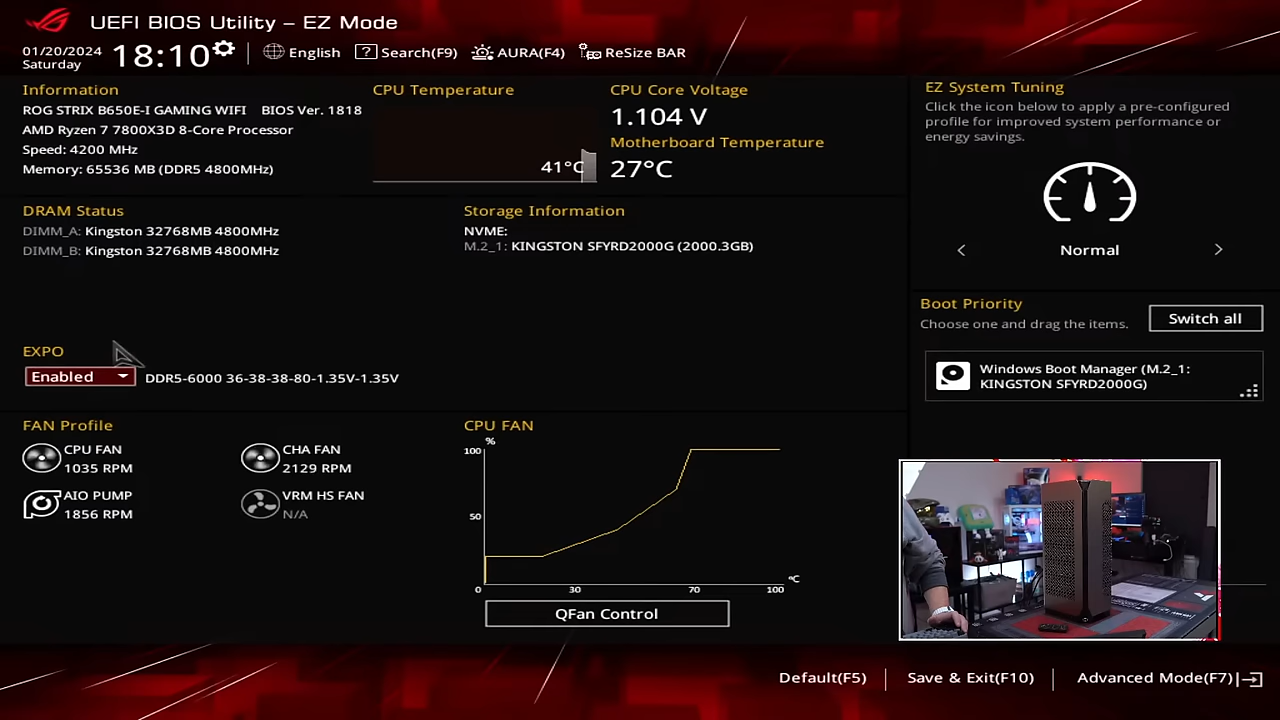 UEFI BIOS Utility – EZ Mode
01/20/2024
Saturday
18:10
English
? Search(F9)
AURA(F4)
ReSize BAR
Information
ROG STRIX B650E-I GAMING WIFI BIOS Ver. 1818
AMD Ryzen 7 7800X3D 8-Core Processor
Speed: 4200 MHz
Memory: 65536 MB (DDR5 4800MHz)
CPU Temperature
41°C
CPU Core Voltage
1.104 V
Motherboard Temperature
27°C
EZ System Tuning
Click the icon below to apply a pre-configured
profile for improved system performance or
energy savings.
Normal
DRAM Status
DIMM_A: Kingston 32768MB 4800MHz
DIMM_B: Kingston 32768MB 4800MHz
Storage Information
NVME:
M.2_1: KINGSTON SFYRD2000G (2000.3GB)
Boot Priority
Choose one and drag the items.
Switch all
Windows Boot Manager (M.2_1:
KINGSTON SFYRD2000G)
EXPO
Enabled
DDR5-6000 36-38-38-80-1.35V-1.35V
FAN Profile
CPU FAN
1035 RPM
CHA FAN
2129 RPM
AIO PUMP
1856 RPM
VRM HS FAN
N/A
CPU FAN
%
100
50
0
30
70
100
°C
QFan Control
Default(F5)
Save & Exit(F10)
Advanced Mode(F7)